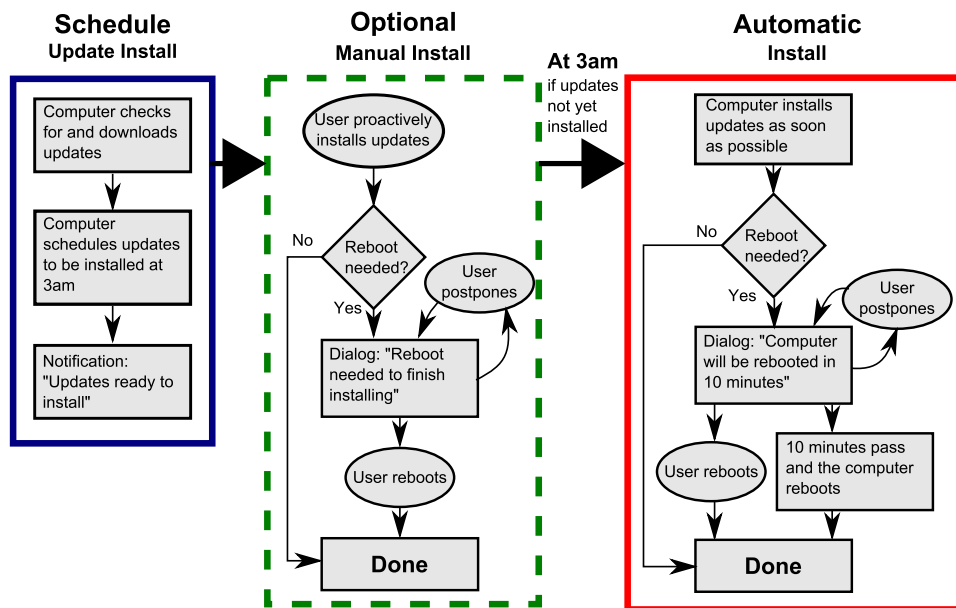 Schedule
Update Install
Computer checks
for and downloads
updates
Computer
schedules updates
to be installed at
3am
Notification:
"Updates ready to
install"
Optional
Manual Install
User proactively
installs updates
Reboot
needed?
No
Yes
User
postpones
Dialog: "Reboot
needed to finish
installing"
User reboots
Done
At 3am
if updates
not yet
installed
Automatic
Install
Computer installs
updates as soon
as possible
Reboot
needed?
No
Yes
User
postpones
Dialog: "Computer
will be rebooted in
10 minutes"
User reboots
10 minutes pass
and the computer
reboots
Done